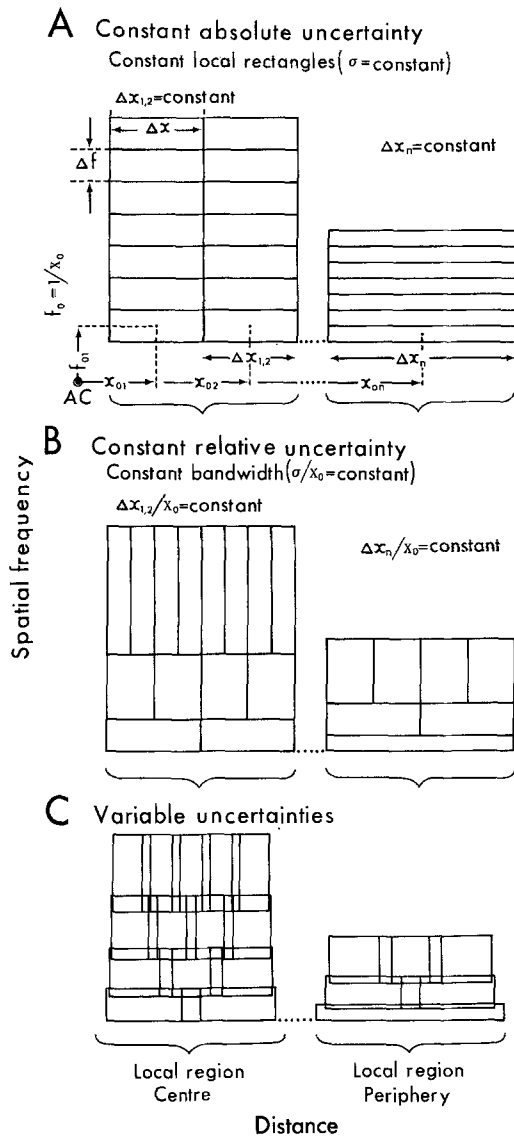 A Constant absolute uncertainty
Constant local rectangles (σ = constant)
Δx₁,₂=constant
Δx
Δf
Δxₙ=constant
f₀ = 1/x₀
f₀₁
Δx₁,₂
Δxₙ
x₀₁
x₀₂
x₀ₙ
AC
B Constant relative uncertainty
Constant bandwidth (σ/x₀=constant)
Δx₁,₂/x₀=constant
Δxₙ/x₀=constant
Spatial frequency
C Variable uncertainties
Local region
Centre
Local region
Periphery
Distance